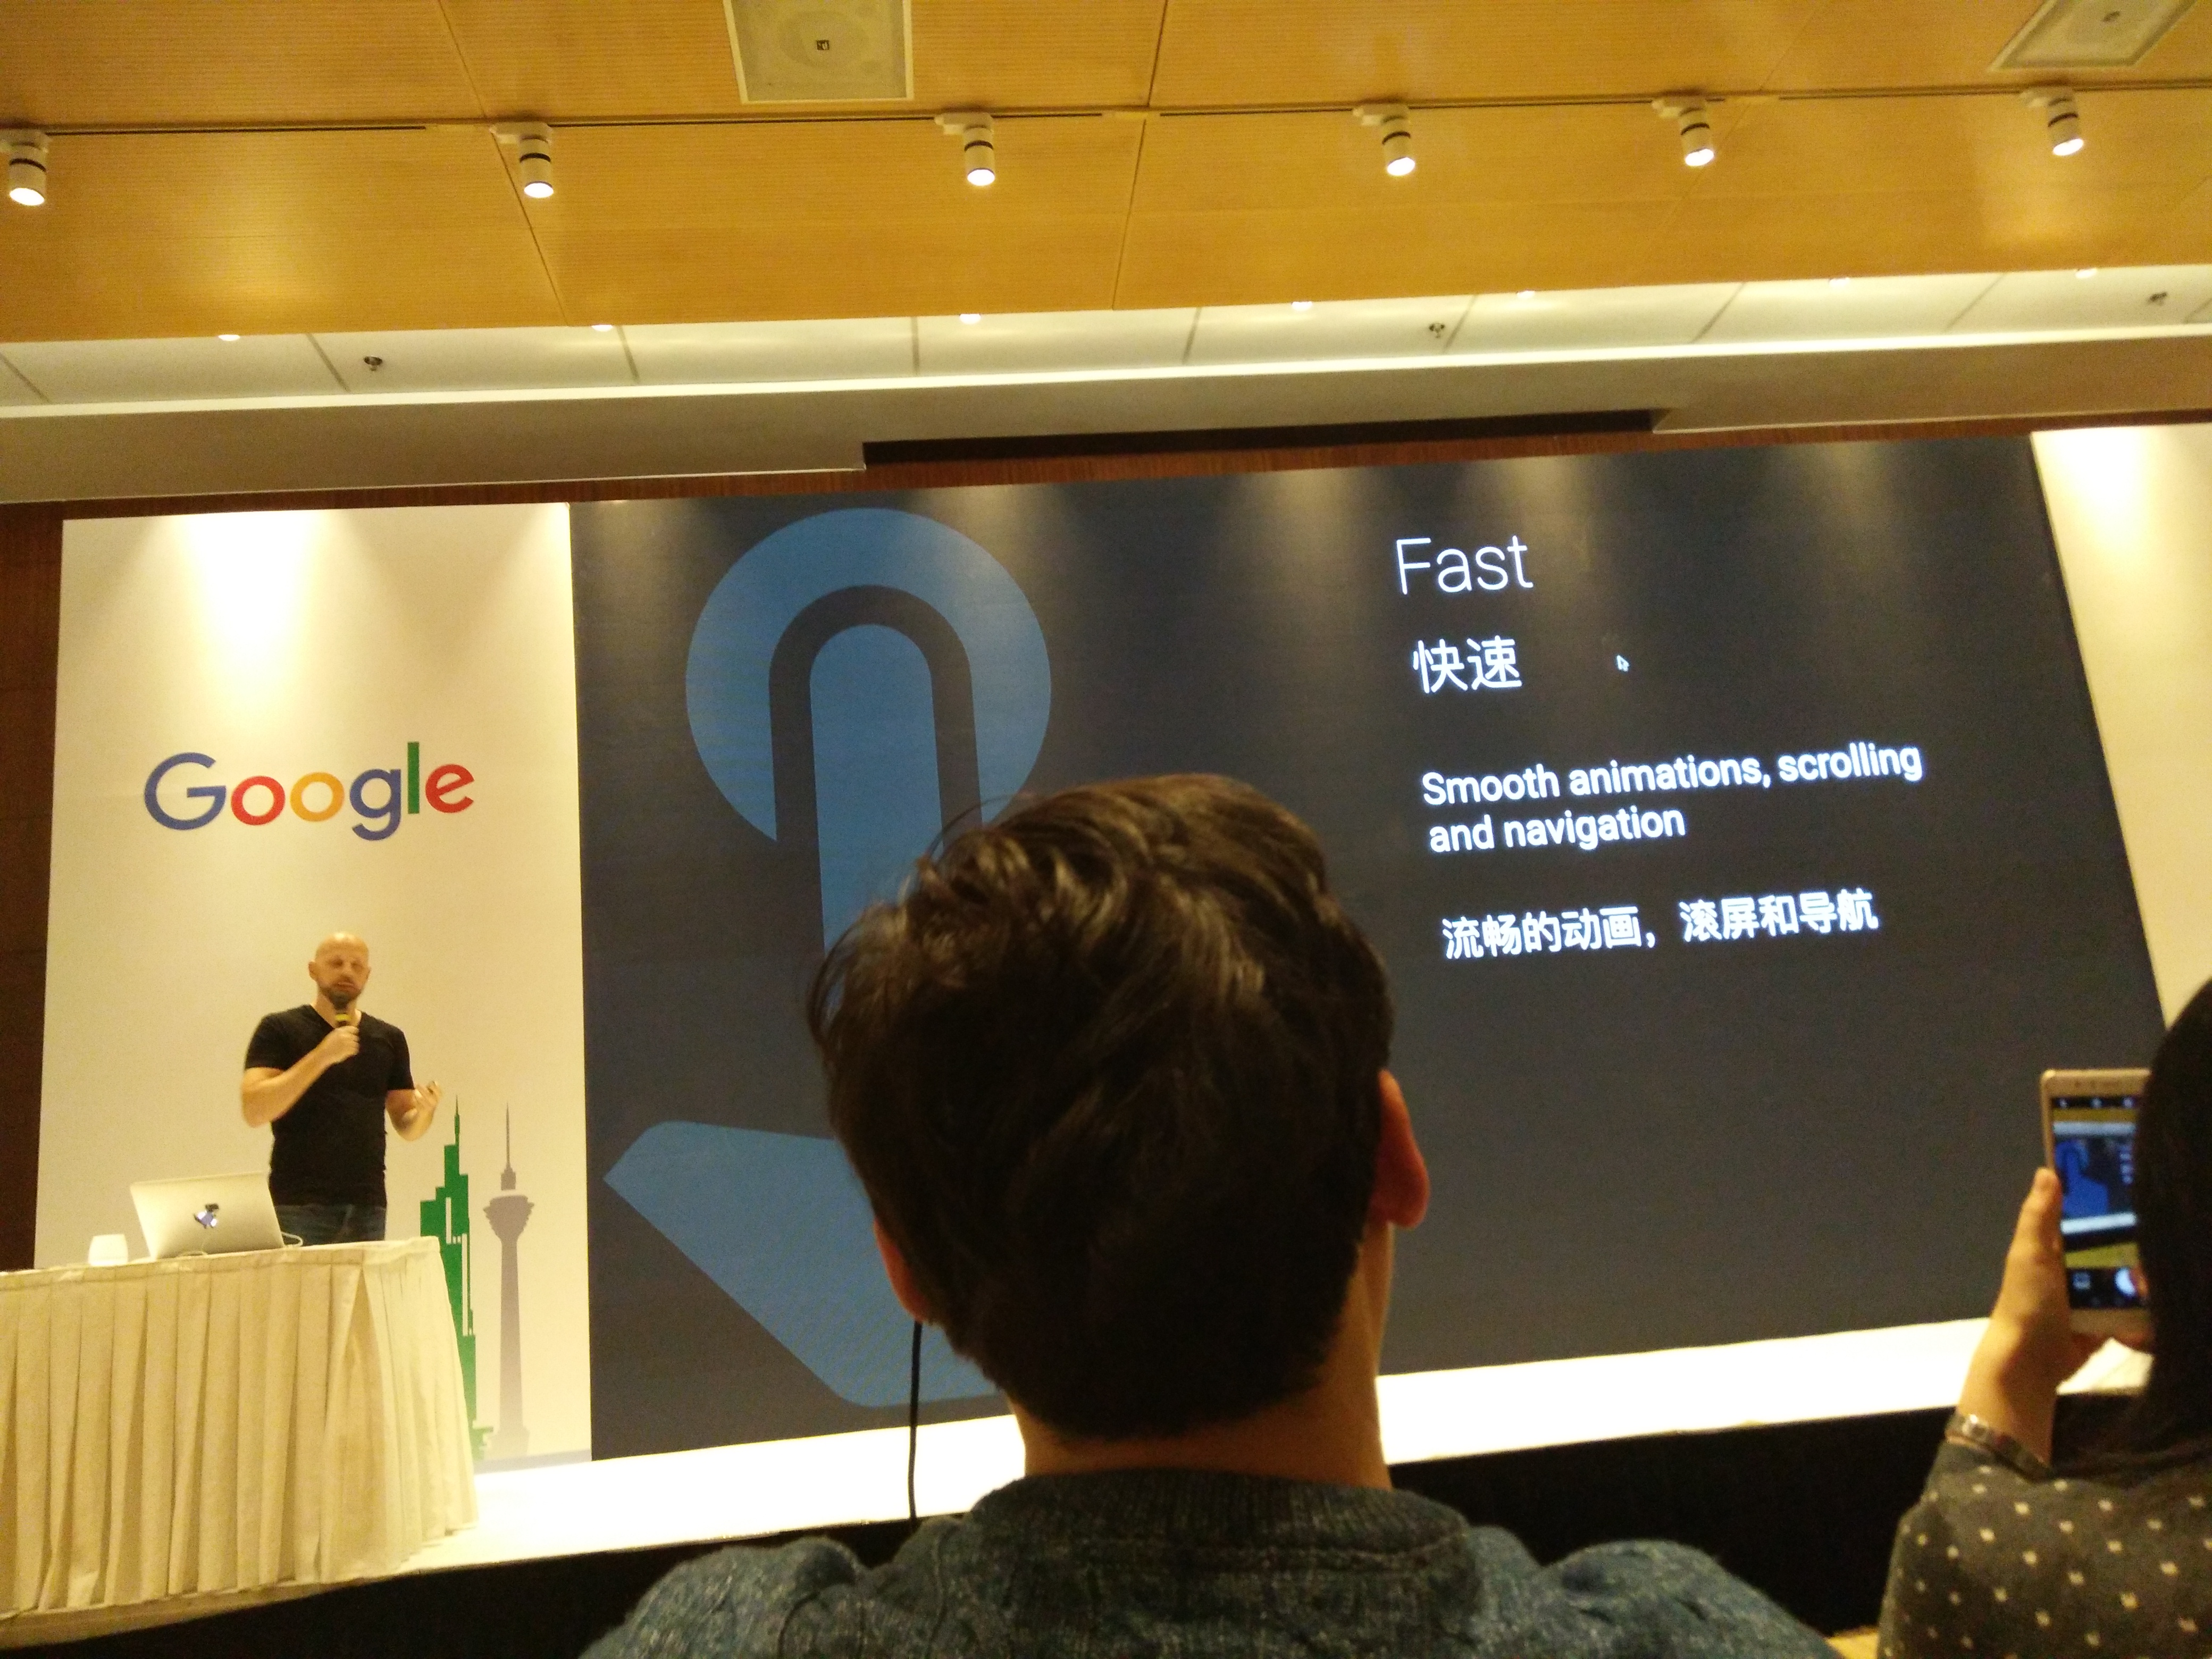 Google
Fast
快速
Smooth animations, scrolling
and navigation
流畅的动画，滚屏和导航